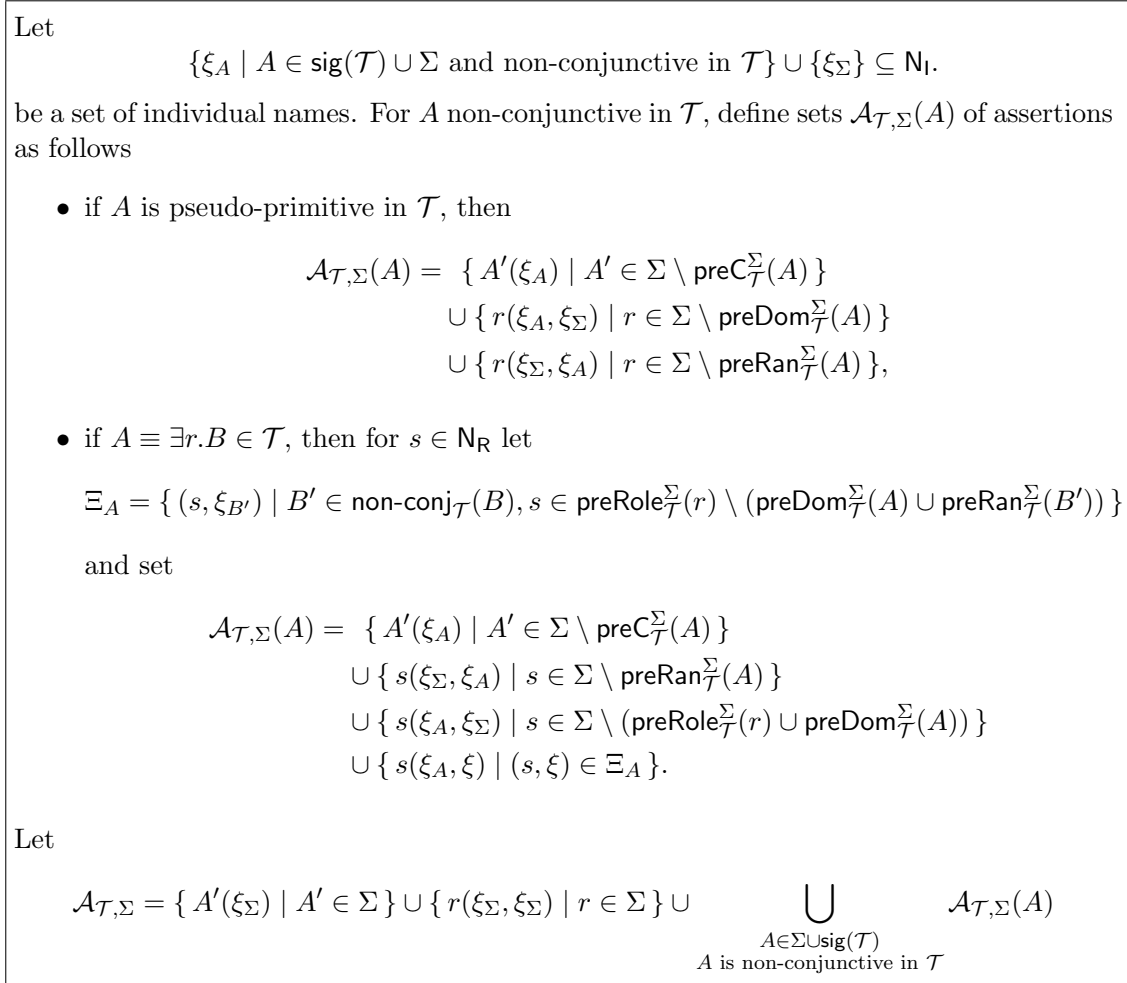 Let
{ξ_A | A ∈ sig(𝒯) ∪ Σ and non-conjunctive in 𝒯} ∪ {ξ_Σ} ⊆ N_I.
be a set of individual names. For A non-conjunctive in 𝒯, define sets 𝒜_{𝒯,Σ}(A) of assertions
as follows
• if A is pseudo-primitive in 𝒯, then
𝒜_{𝒯,Σ}(A) = { A′(ξ_A) | A′ ∈ Σ \ preC^Σ_𝒯(A) }
∪ { r(ξ_A, ξ_Σ) | r ∈ Σ \ preDom^Σ_𝒯(A) }
∪ { r(ξ_Σ, ξ_A) | r ∈ Σ \ preRan^Σ_𝒯(A) },
• if A ≡ ∃r.B ∈ 𝒯, then for s ∈ N_R let
Ξ_A = { (s, ξ_{B′}) | B′ ∈ non-conj_𝒯(B), s ∈ preRole^Σ_𝒯(r) \ (preDom^Σ_𝒯(A) ∪ preRan^Σ_𝒯(B′)) }
and set
𝒜_{𝒯,Σ}(A) = { A′(ξ_A) | A′ ∈ Σ \ preC^Σ_𝒯(A) }
∪ { s(ξ_Σ, ξ_A) | s ∈ Σ \ preRan^Σ_𝒯(A) }
∪ { s(ξ_A, ξ_Σ) | s ∈ Σ \ (preRole^Σ_𝒯(r) ∪ preDom^Σ_𝒯(A)) }
∪ { s(ξ_A, ξ) | (s, ξ) ∈ Ξ_A }.
Let
𝒜_{𝒯,Σ} = { A′(ξ_Σ) | A′ ∈ Σ } ∪ { r(ξ_Σ, ξ_Σ) | r ∈ Σ } ∪ ⋃ 𝒜_{𝒯,Σ}(A)
A∈Σ∪sig(𝒯)
A is non-conjunctive in 𝒯